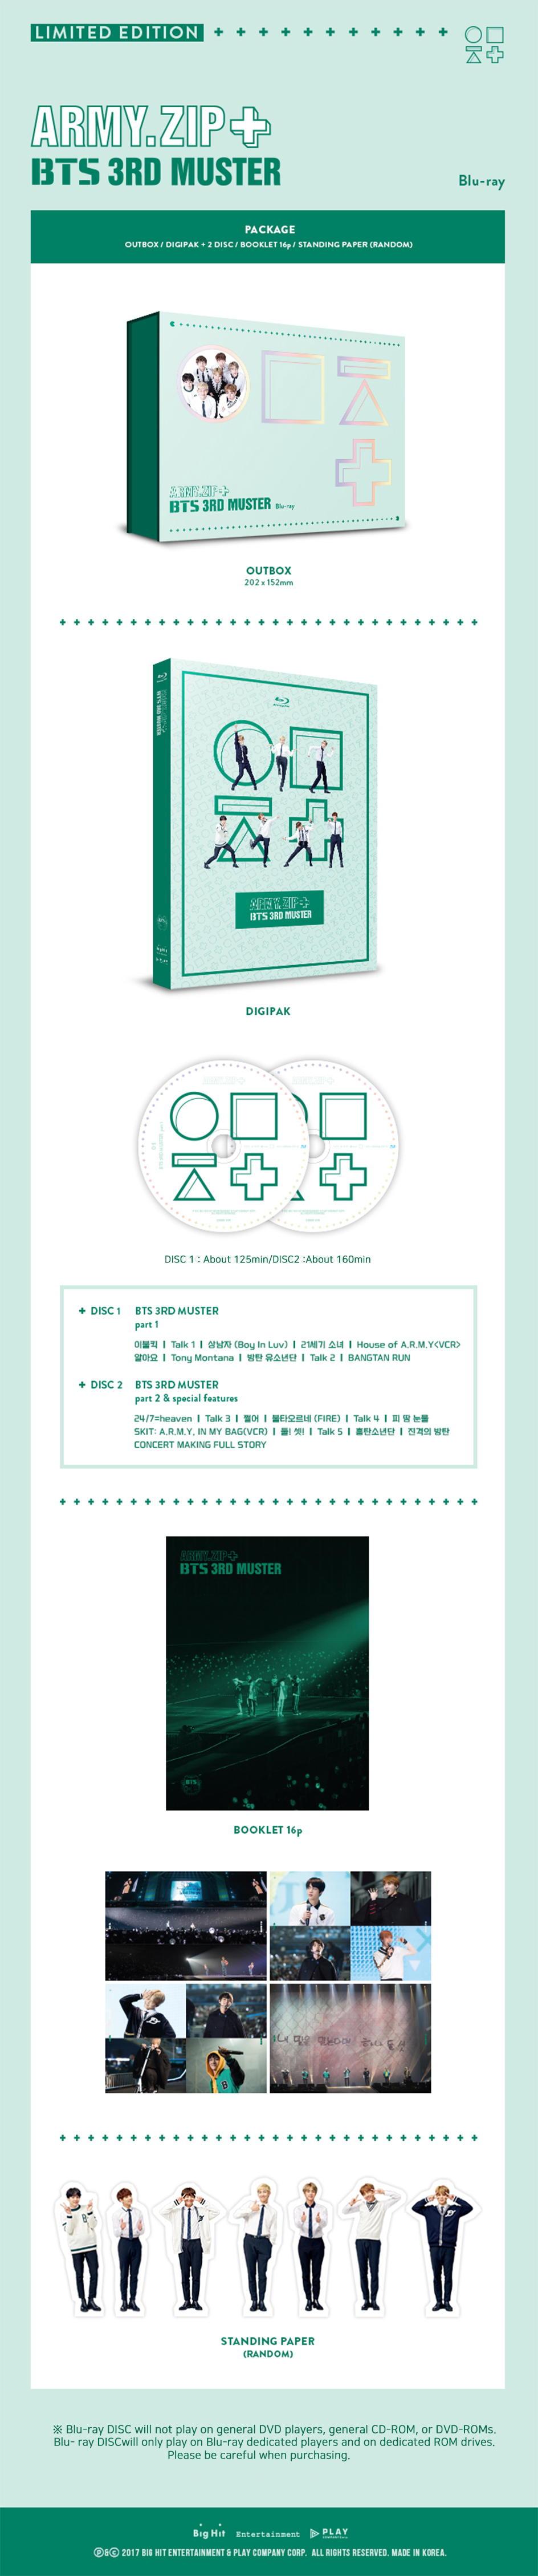 LIMITED EDITION
ARMY.ZIP+
BTS 3RD MUSTER
Blu-ray
PACKAGE
OUTBOX / DIGIPAK + 2 DISC / BOOKLET 16p / STANDING PAPER (RANDOM)
ARMY.ZIP+
BTS 3RD MUSTER Blu-ray
OUTBOX
202 x 152mm
ARMY.ZIP+
BTS 3RD MUSTER
DIGIPAK
ARMY.ZIP+
DISC 1 : About 125min/DISC2 :About 160min
+ DISC 1 BTS 3RD MUSTER
part 1
이불킥 | Talk 1 | 상남자 (Boy In Luv) | 21세기 소녀 | House of A.R.M.Y<VCR>
알아요 | Tony Montana | 방탄 유소년단 | Talk 2 | BANGTAN RUN
+ DISC 2 BTS 3RD MUSTER
part 2 & special features
24/7=heaven | Talk 3 | 쩔어 | 불타오르네 (FIRE) | Talk 4 | 피 땀 눈물
SKIT: A.R.M.Y, IN MY BAG(VCR) | 둘! 셋! | Talk 5 | 흥탄소년단 | 진격의 방탄
CONCERT MAKING FULL STORY
ARMY.ZIP+
BTS 3RD MUSTER
BTS
BOOKLET 16p
STANDING PAPER
(RANDOM)
※ Blu-ray DISC will not play on general DVD players, general CD-ROM, or DVD-ROMs.
Blu- ray DISCwill only play on Blu-ray dedicated players and on dedicated ROM drives.
Please be careful when purchasing.
Big Hit Entertainment PLAY
Ⓟ&© 2017 BIG HIT ENTERTAINMENT & PLAY COMPANY CORP. ALL RIGHTS RESERVED. MADE IN KOREA.